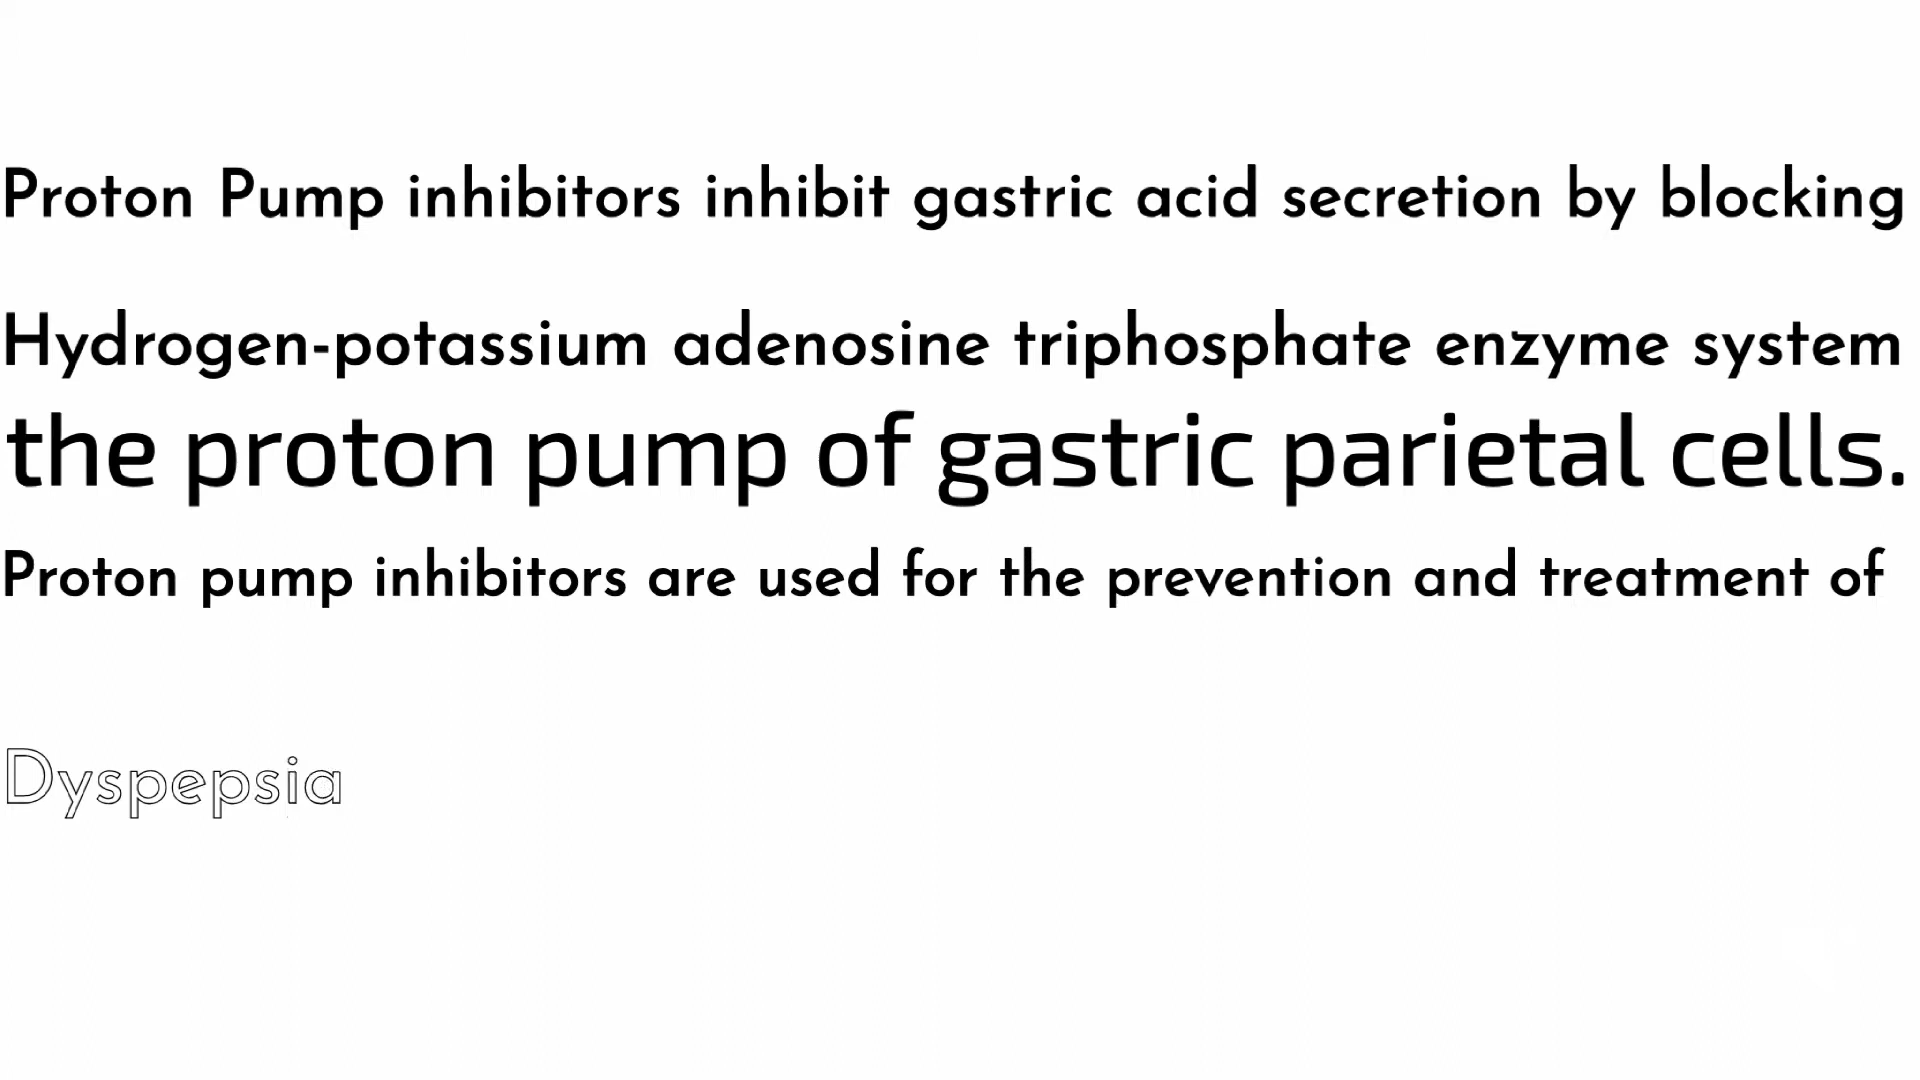 Proton Pump inhibitors inhibit gastric acid secretion by blocking
Hydrogen-potassium adenosine triphosphate enzyme system
the proton pump of gastric parietal cells.
Proton pump inhibitors are used for the prevention and treatment of
Dyspepsia